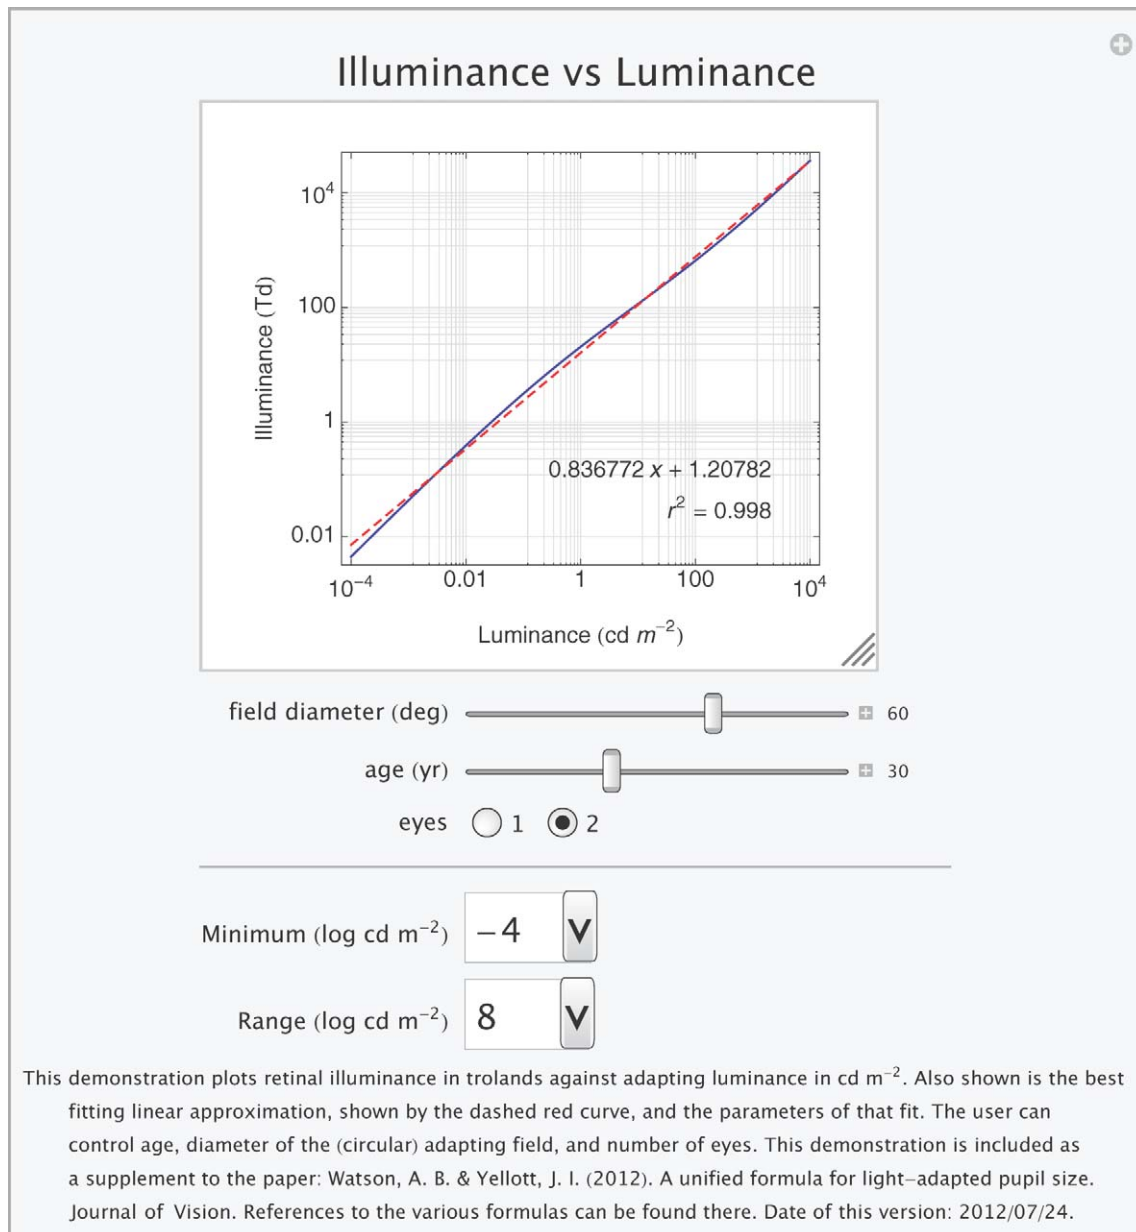 Illuminance vs Luminance
10⁴
100
1
0.01
Illuminance (Td)
0.836772 x + 1.20782
r² = 0.998
10⁻⁴ 0.01 1 100 10⁴
Luminance (cd m⁻²)
field diameter (deg) 60
age (yr) 30
eyes 1 2
Minimum (log cd m⁻²) −4
Range (log cd m⁻²) 8
This demonstration plots retinal illuminance in trolands against adapting luminance in cd m⁻². Also shown is the best
fitting linear approximation, shown by the dashed red curve, and the parameters of that fit. The user can
control age, diameter of the (circular) adapting field, and number of eyes. This demonstration is included as
a supplement to the paper: Watson, A. B. & Yellott, J. I. (2012). A unified formula for light−adapted pupil size.
Journal of Vision. References to the various formulas can be found there. Date of this version: 2012/07/24.